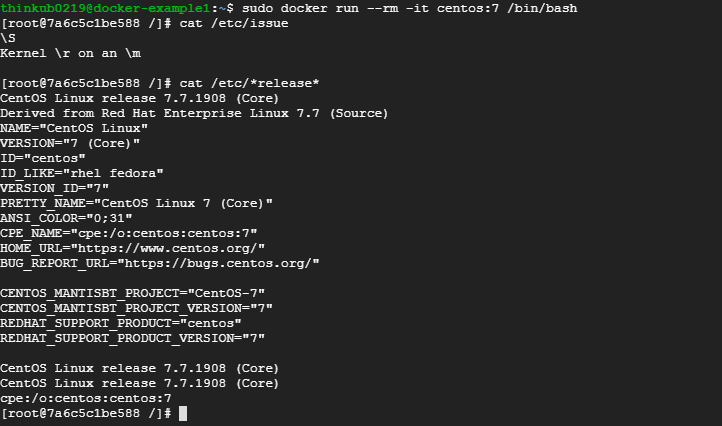 thinkub0219@docker-example1:~$ sudo docker run --rm -it centos:7 /bin/bash
[root@7a6c5c1be588 /]# cat /etc/issue
\S
Kernel \r on an \m
[root@7a6c5c1be588 /]# cat /etc/*release*
CentOS Linux release 7.7.1908 (Core)
Derived from Red Hat Enterprise Linux 7.7 (Source)
NAME="CentOS Linux"
VERSION="7 (Core)"
ID="centos"
ID_LIKE="rhel fedora"
VERSION_ID="7"
PRETTY_NAME="CentOS Linux 7 (Core)"
ANSI_COLOR="0;31"
CPE_NAME="cpe:/o:centos:centos:7"
HOME_URL="https://www.centos.org/"
BUG_REPORT_URL="https://bugs.centos.org/"
CENTOS_MANTISBT_PROJECT="CentOS-7"
CENTOS_MANTISBT_PROJECT_VERSION="7"
REDHAT_SUPPORT_PRODUCT="centos"
REDHAT_SUPPORT_PRODUCT_VERSION="7"
CentOS Linux release 7.7.1908 (Core)
CentOS Linux release 7.7.1908 (Core)
cpe:/o:centos:centos:7
[root@7a6c5c1be588 /]#